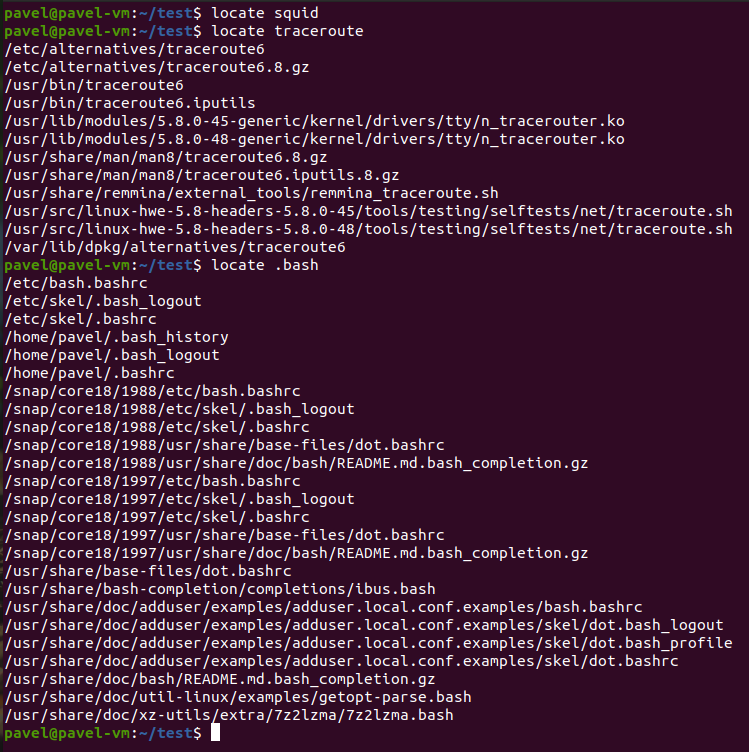 pavel@pavel-vm:~/test$ locate squid
pavel@pavel-vm:~/test$ locate traceroute
/etc/alternatives/traceroute6
/etc/alternatives/traceroute6.8.gz
/usr/bin/traceroute6
/usr/bin/traceroute6.iputils
/usr/lib/modules/5.8.0-45-generic/kernel/drivers/tty/n_tracerouter.ko
/usr/lib/modules/5.8.0-48-generic/kernel/drivers/tty/n_tracerouter.ko
/usr/share/man/man8/traceroute6.8.gz
/usr/share/man/man8/traceroute6.iputils.8.gz
/usr/share/remmina/external_tools/remmina_traceroute.sh
/usr/src/linux-hwe-5.8-headers-5.8.0-45/tools/testing/selftests/net/traceroute.sh
/usr/src/linux-hwe-5.8-headers-5.8.0-48/tools/testing/selftests/net/traceroute.sh
/var/lib/dpkg/alternatives/traceroute6
pavel@pavel-vm:~/test$ locate .bash
/etc/bash.bashrc
/etc/skel/.bash_logout
/etc/skel/.bashrc
/home/pavel/.bash_history
/home/pavel/.bash_logout
/home/pavel/.bashrc
/snap/core18/1988/etc/bash.bashrc
/snap/core18/1988/etc/skel/.bash_logout
/snap/core18/1988/etc/skel/.bashrc
/snap/core18/1988/usr/share/base-files/dot.bashrc
/snap/core18/1988/usr/share/doc/bash/README.md.bash_completion.gz
/snap/core18/1997/etc/bash.bashrc
/snap/core18/1997/etc/skel/.bash_logout
/snap/core18/1997/etc/skel/.bashrc
/snap/core18/1997/usr/share/base-files/dot.bashrc
/snap/core18/1997/usr/share/doc/bash/README.md.bash_completion.gz
/usr/share/base-files/dot.bashrc
/usr/share/bash-completion/completions/ibus.bash
/usr/share/doc/adduser/examples/adduser.local.conf.examples/bash.bashrc
/usr/share/doc/adduser/examples/adduser.local.conf.examples/skel/dot.bash_logout
/usr/share/doc/adduser/examples/adduser.local.conf.examples/skel/dot.bash_profile
/usr/share/doc/adduser/examples/adduser.local.conf.examples/skel/dot.bashrc
/usr/share/doc/bash/README.md.bash_completion.gz
/usr/share/doc/util-linux/examples/getopt-parse.bash
/usr/share/doc/xz-utils/extra/7z2lzma/7z2lzma.bash
pavel@pavel-vm:~/test$